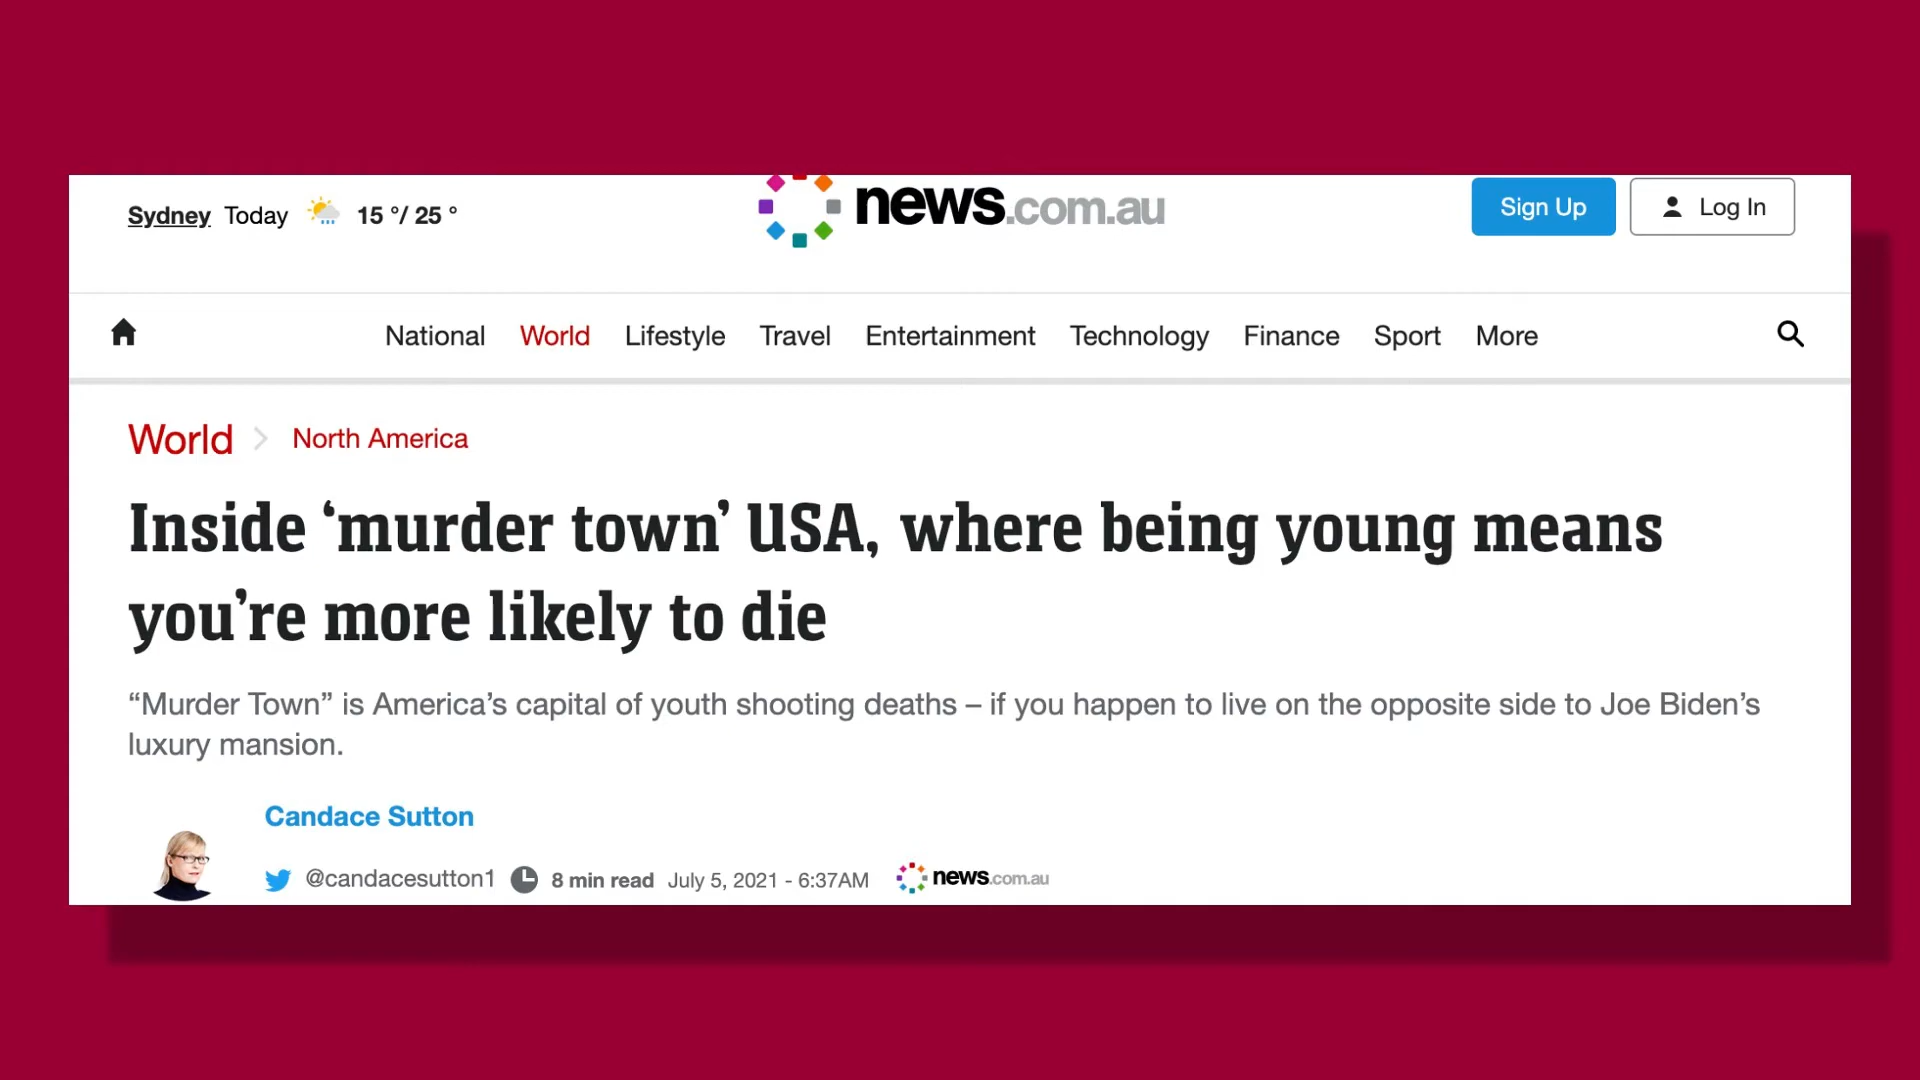 Sydney Today 15 °/ 25 °
news.com.au
Sign Up
Log In
National World Lifestyle Travel Entertainment Technology Finance Sport More
World North America
Inside ‘murder town’ USA, where being young means
you’re more likely to die
“Murder Town” is America’s capital of youth shooting deaths – if you happen to live on the opposite side to Joe Biden’s
luxury mansion.
Candace Sutton
@candacesutton1 8 min read July 5, 2021 - 6:37AM news.com.au